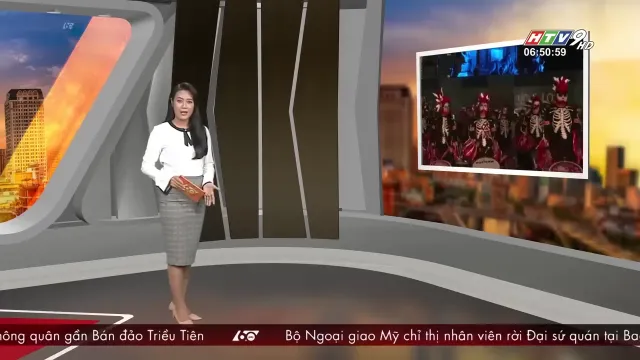 HTV9 HD
06:50:59
hông quân gần Bán đảo Triều Tiên 60 Bộ Ngoại giao Mỹ chỉ thị nhân viên rời Đại sứ quán tại Ba